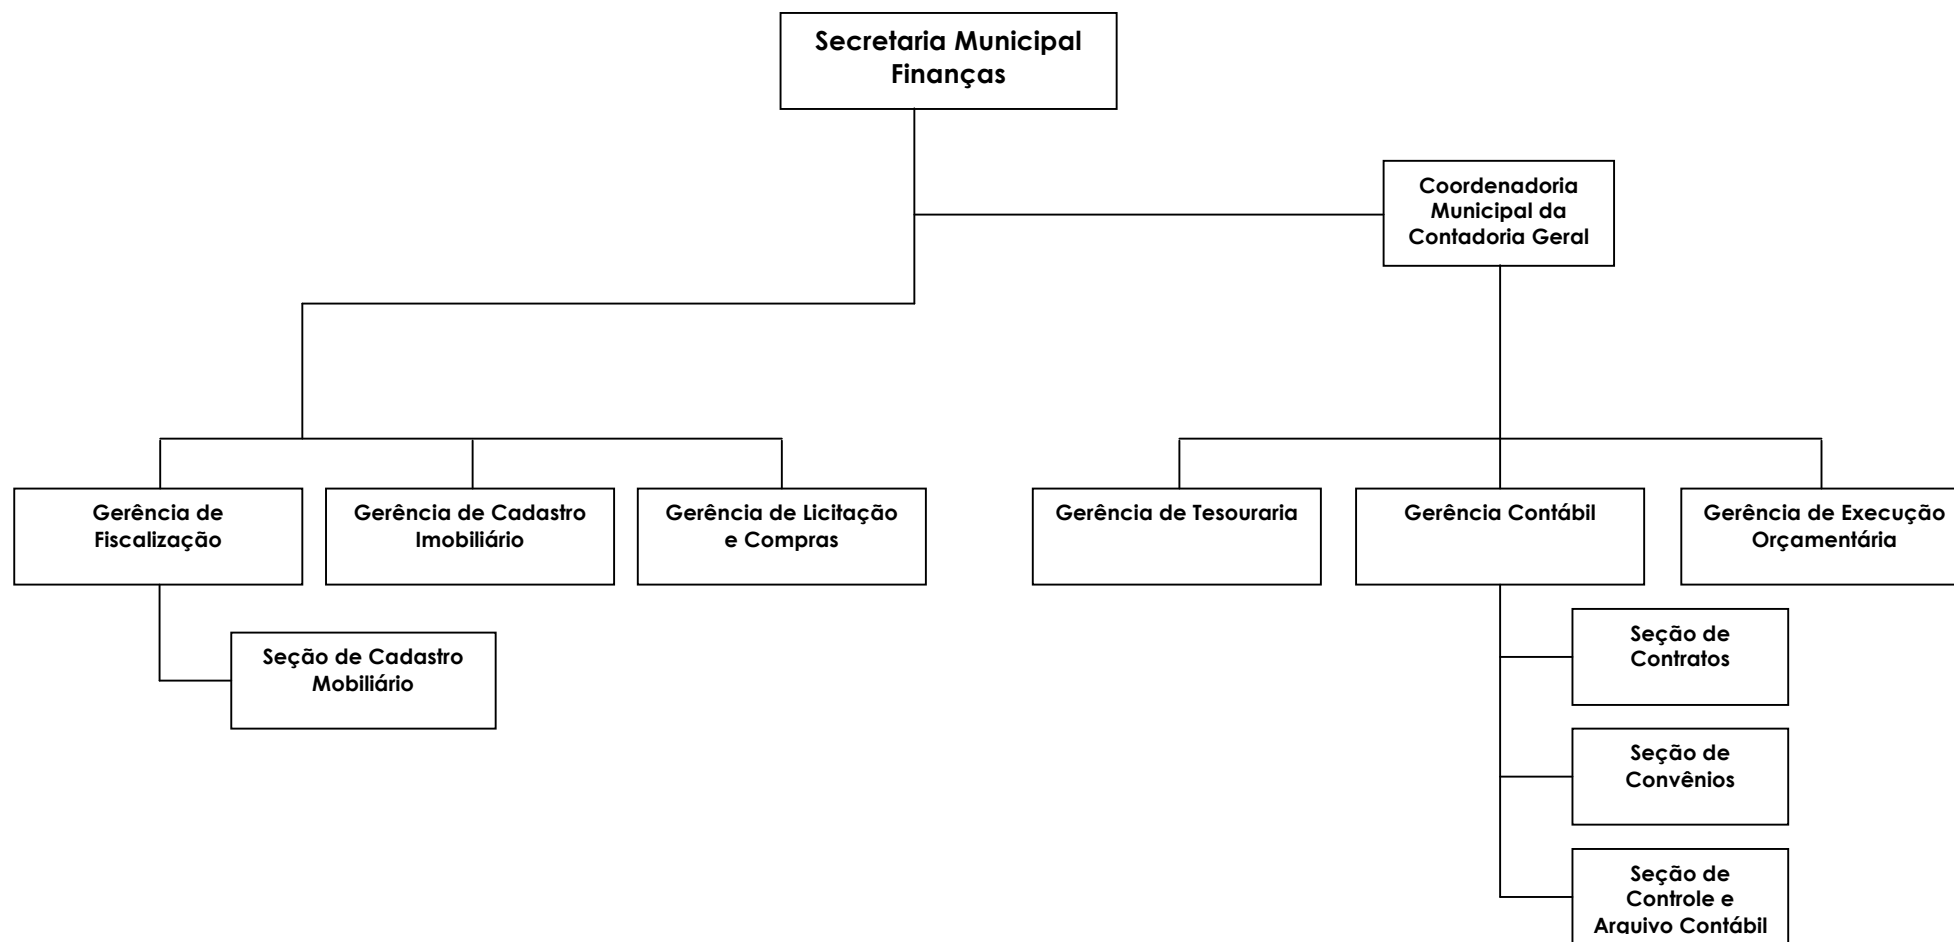 Secretaria Municipal
Finanças
Coordenadoria
Municipal da
Contadoria Geral
Gerência de
Fiscalização
Gerência de Cadastro
Imobiliário
Gerência de Licitação
e Compras
Gerência de Tesouraria
Gerência Contábil
Gerência de Execução
Orçamentária
Seção de Cadastro
Mobiliário
Seção de
Contratos
Seção de
Convênios
Seção de
Controle e
Arquivo Contábil